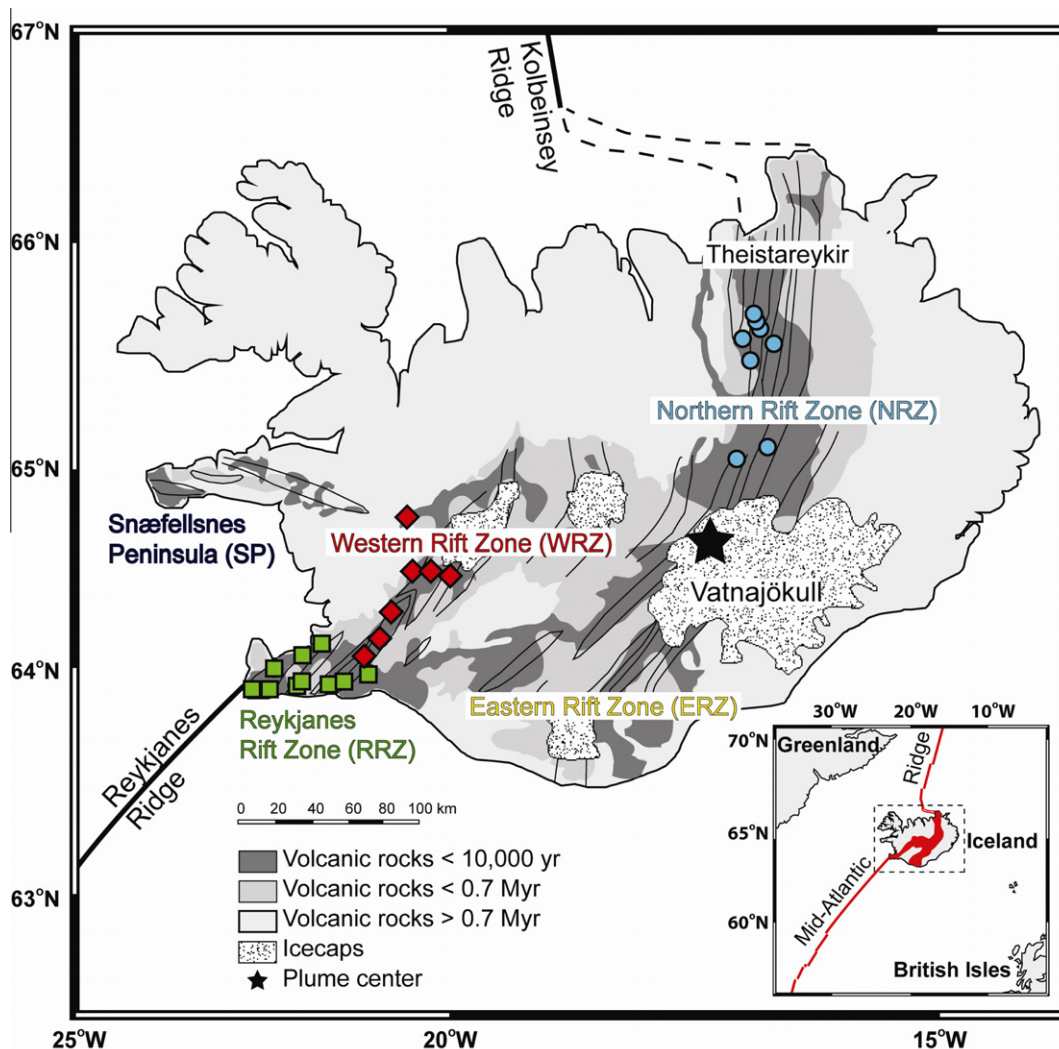 67°N
66°N
65°N
64°N
63°N
25°W
20°W
15°W
Kolbeinsey
Ridge
Theistareykir
Northern Rift Zone (NRZ)
Snæfellsnes
Peninsula (SP)
Western Rift Zone (WRZ)
Vatnajökull
Eastern Rift Zone (ERZ)
Reykjanes
Rift Zone (RRZ)
Reykjanes
Ridge
0 20 40 60 80 100 km
Volcanic rocks < 10,000 yr
Volcanic rocks < 0.7 Myr
Volcanic rocks > 0.7 Myr
Icecaps
Plume center
30°W
20°W
10°W
70°N
65°N
60°N
Greenland
Ridge
Iceland
Mid-Atlantic
British Isles